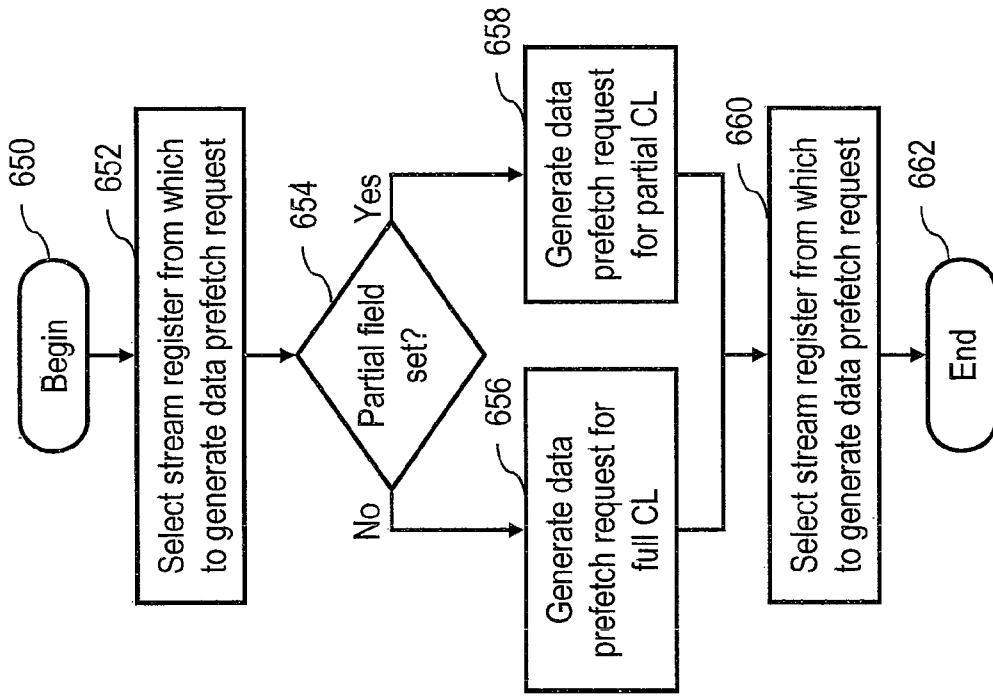 Begin
650
652
Select stream register from which
to generate data prefetch request
654
Partial field
set?
No
Yes
656
Generate data
prefetch request for
full CL
658
Generate data
prefetch request
for partial CL
660
Select stream register from which
to generate data prefetch request
662
End